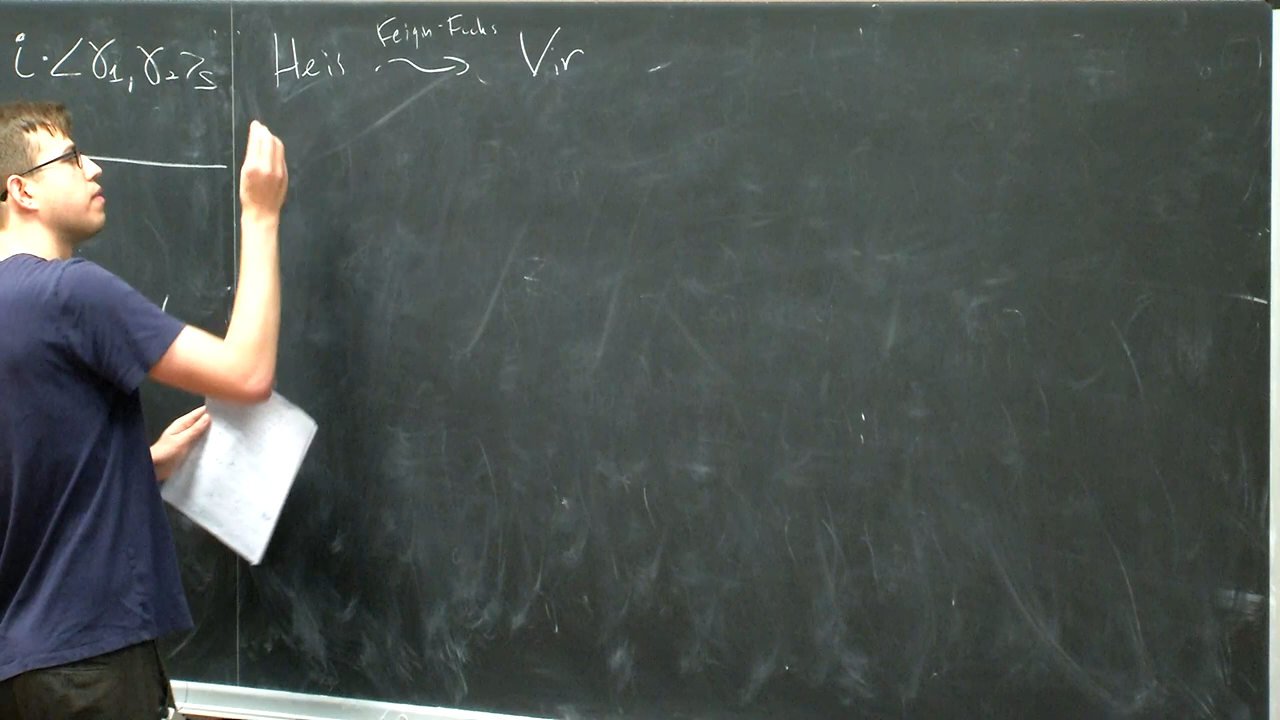 i·<γ₁,γ₂>ₛ
Feigin-Fuchs
Heis ⤳ Vir